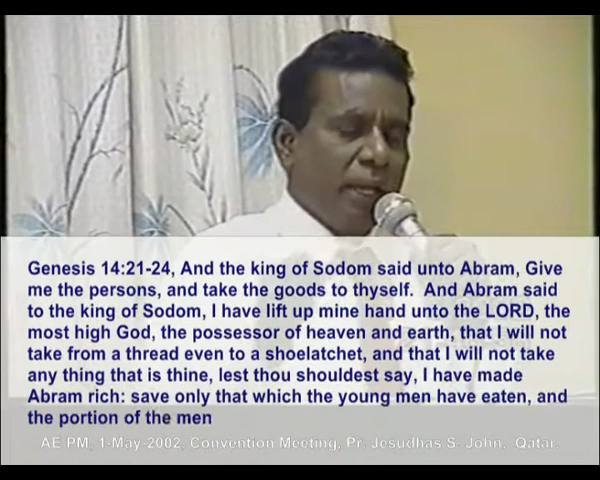 Genesis 14:21-24, And the king of Sodom said unto Abram, Give
me the persons, and take the goods to thyself.  And Abram said
to the king of Sodom, I have lift up mine hand unto the LORD, the
most high God, the possessor of heaven and earth, that I will not
take from a thread even to a shoelatchet, and that I will not take
any thing that is thine, lest thou shouldest say, I have made
Abram rich: save only that which the young men have eaten, and
the portion of the men
AE PM, 1-May-2002, Convention Meeting, Pr. Jesudhas S. John, Qatar.